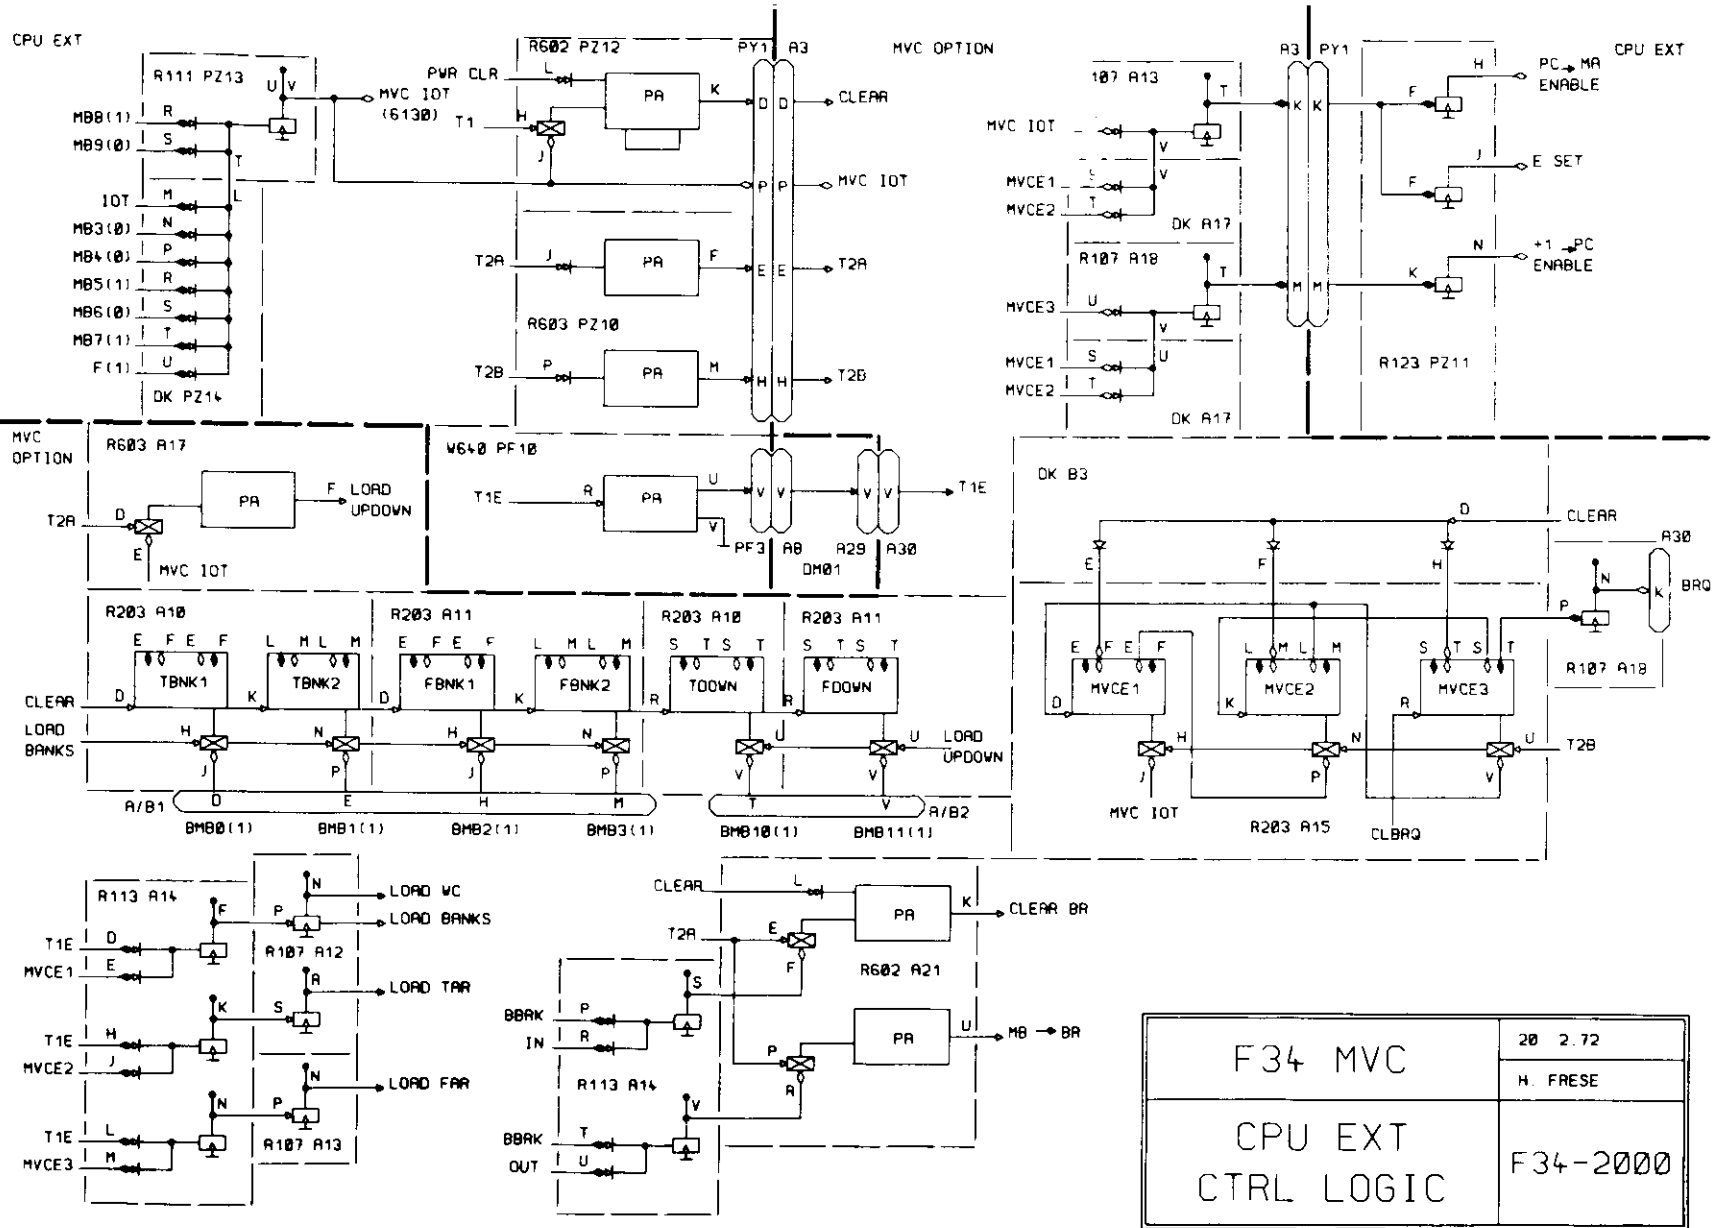 CPU EXT
R111 PZ13
U V
MVC IOT
(6130)
MB8(1) R
MB9(0) S
T
L
IOT M
MB3(0) N
MB4(0) P
MB5(1) R
MB6(0) S
MB7(1) T
F(1) U
DK PZ14
R602 PZ12
PWR CLR L
PA
K
T1 H
J
T2A J
PA
F
R603 PZ10
T2B P
PA
M
PY1 A3
D D CLEAR
P P MVC IOT
E E T2A
H H T2B
MVC OPTION
107 A13
T
MVC IOT
V
V
MVCE1 S
MVCE2 T
DK A17
R107 A18
T
MVCE3 U
V
U
MVCE1 S
MVCE2 T
DK A17
A3 PY1
K K
M M
CPU EXT
F H PC→MA
ENABLE
F J E SET
K N +1→PC
ENABLE
R123 PZ11
MVC
OPTION
R603 A17
PA
F LOAD
UPDOWN
T2A D
E
MVC IOT
W640 PF10
T1E R
PA
U
V
V V V V T1E
PF3 A8 A29 A30
DM01
DK B3
D CLEAR
E F H
A30
N
K BRQ
P
R107 A18
R203 A10
E F E F
TBNK1
L M L M
TBNK2
R203 A11
E F E F
FBNK1
L M L M
FBNK2
R203 A10
S T S T
TDOWN
R203 A11
S T S T
FDOWN
CLEAR D K D K R R
LOAD
BANKS
H N H N U U
LOAD
UPDOWN
J P J P V V
A/B1 D E H M
T V A/B2
BMB0(1) BMB1(1) BMB2(1) BMB3(1) BMB10(1) BMB11(1)
E F E F
MVCE1
L M L M
MVCE2
S T S T
MVCE3
D K R
H N U T2B
J P V
MVC IOT
R203 A15
CLBRQ
R113 A14
F
T1E D
MVCE1 E
K
T1E H
MVCE2 J
N
T1E L
MVCE3 M
N LOAD WC
P LOAD BANKS
R107 A12
R LOAD TAR
S
N LOAD FAR
P
R107 A13
CLEAR L
PA
K CLEAR BR
T2A E
F
R602 A21
PA
U MB→BR
P
R
S
BBRK P
IN R
R113 A14
V
BBRK T
OUT U
F34 MVC
20 2.72
H. FRESE
CPU EXT
CTRL LOGIC
F34-2000